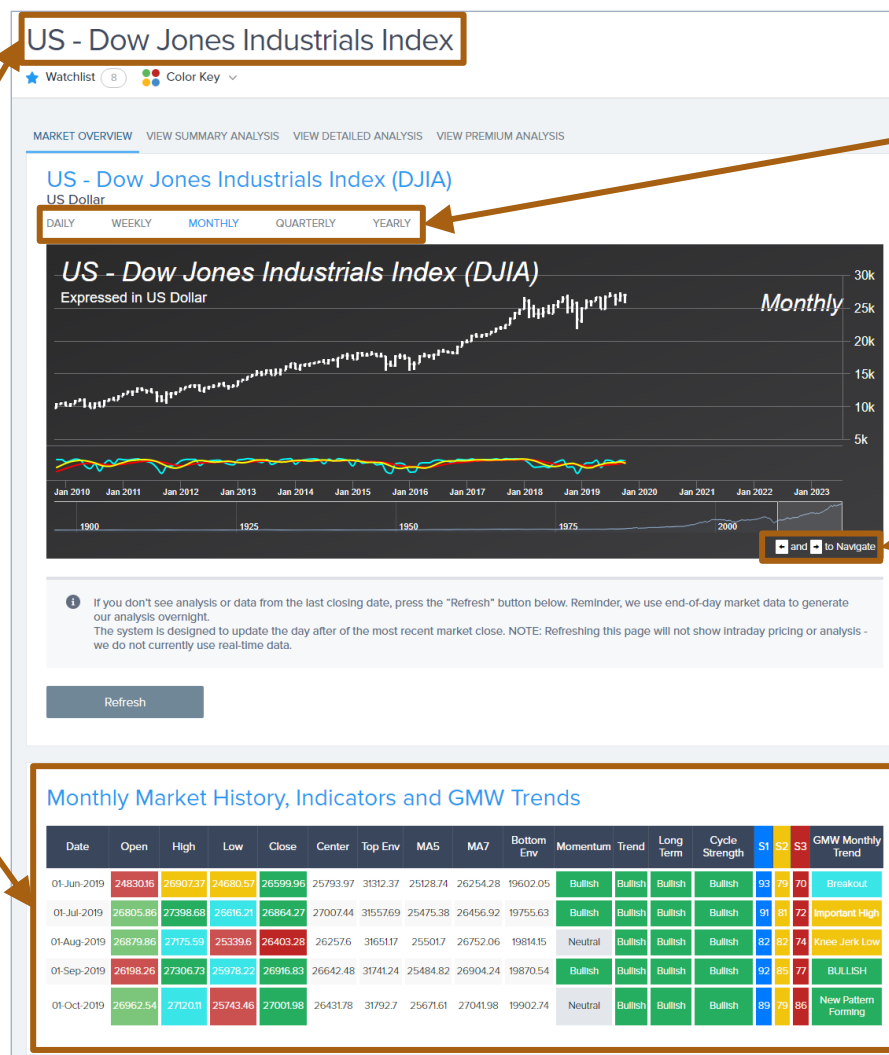 US - Dow Jones Industrials Index
Watchlist 8 Color Key
MARKET OVERVIEW VIEW SUMMARY ANALYSIS VIEW DETAILED ANALYSIS VIEW PREMIUM ANALYSIS
US - Dow Jones Industrials Index (DJIA)
US Dollar
DAILY WEEKLY MONTHLY QUARTERLY YEARLY
US - Dow Jones Industrials Index (DJIA)
Expressed in US Dollar
Monthly
30k
25k
20k
15k
10k
5k
Jan 2010 Jan 2011 Jan 2012 Jan 2013 Jan 2014 Jan 2015 Jan 2016 Jan 2017 Jan 2018 Jan 2019 Jan 2020 Jan 2021 Jan 2022 Jan 2023
1900 1925 1950 1975 2000
← and → to Navigate
If you don't see analysis or data from the last closing date, press the "Refresh" button below. Reminder, we use end-of-day market data to generate
our analysis overnight.
The system is designed to update the day after of the most recent market close. NOTE: Refreshing this page will not show intraday pricing or analysis -
we do not currently use real-time data.
Refresh
Monthly Market History, Indicators and GMW Trends
Date Open High Low Close Center Top Env MA5 MA7 Bottom Env Momentum Trend Long Term Cycle Strength S1 S2 S3 GMW Monthly Trend
01-Jun-2019 24830.16 26907.37 24680.57 26599.96 25793.97 31312.37 25128.74 26254.28 19602.05 Bullish Bullish Bullish Bullish 93 79 70 Breakout
01-Jul-2019 26805.86 27398.68 26616.21 26864.27 27007.44 31557.69 25475.38 26456.92 19755.63 Bullish Bullish Bullish Bullish 91 81 72 Important High
01-Aug-2019 26879.86 27175.59 25339.6 26403.28 26257.6 31651.17 25501.7 26752.06 19814.15 Neutral Bullish Bullish Bullish 82 82 74 Knee Jerk Low
01-Sep-2019 26198.26 27306.73 25978.22 26916.83 26642.48 31741.24 25484.82 26904.24 19870.54 Bullish Bullish Bullish Bullish 92 85 77 BULLISH
01-Oct-2019 26962.54 27120.11 25743.46 27001.98 26431.78 31792.7 25671.61 27041.98 19902.74 Neutral Bullish Bullish Bullish 89 79 86 New Pattern Forming